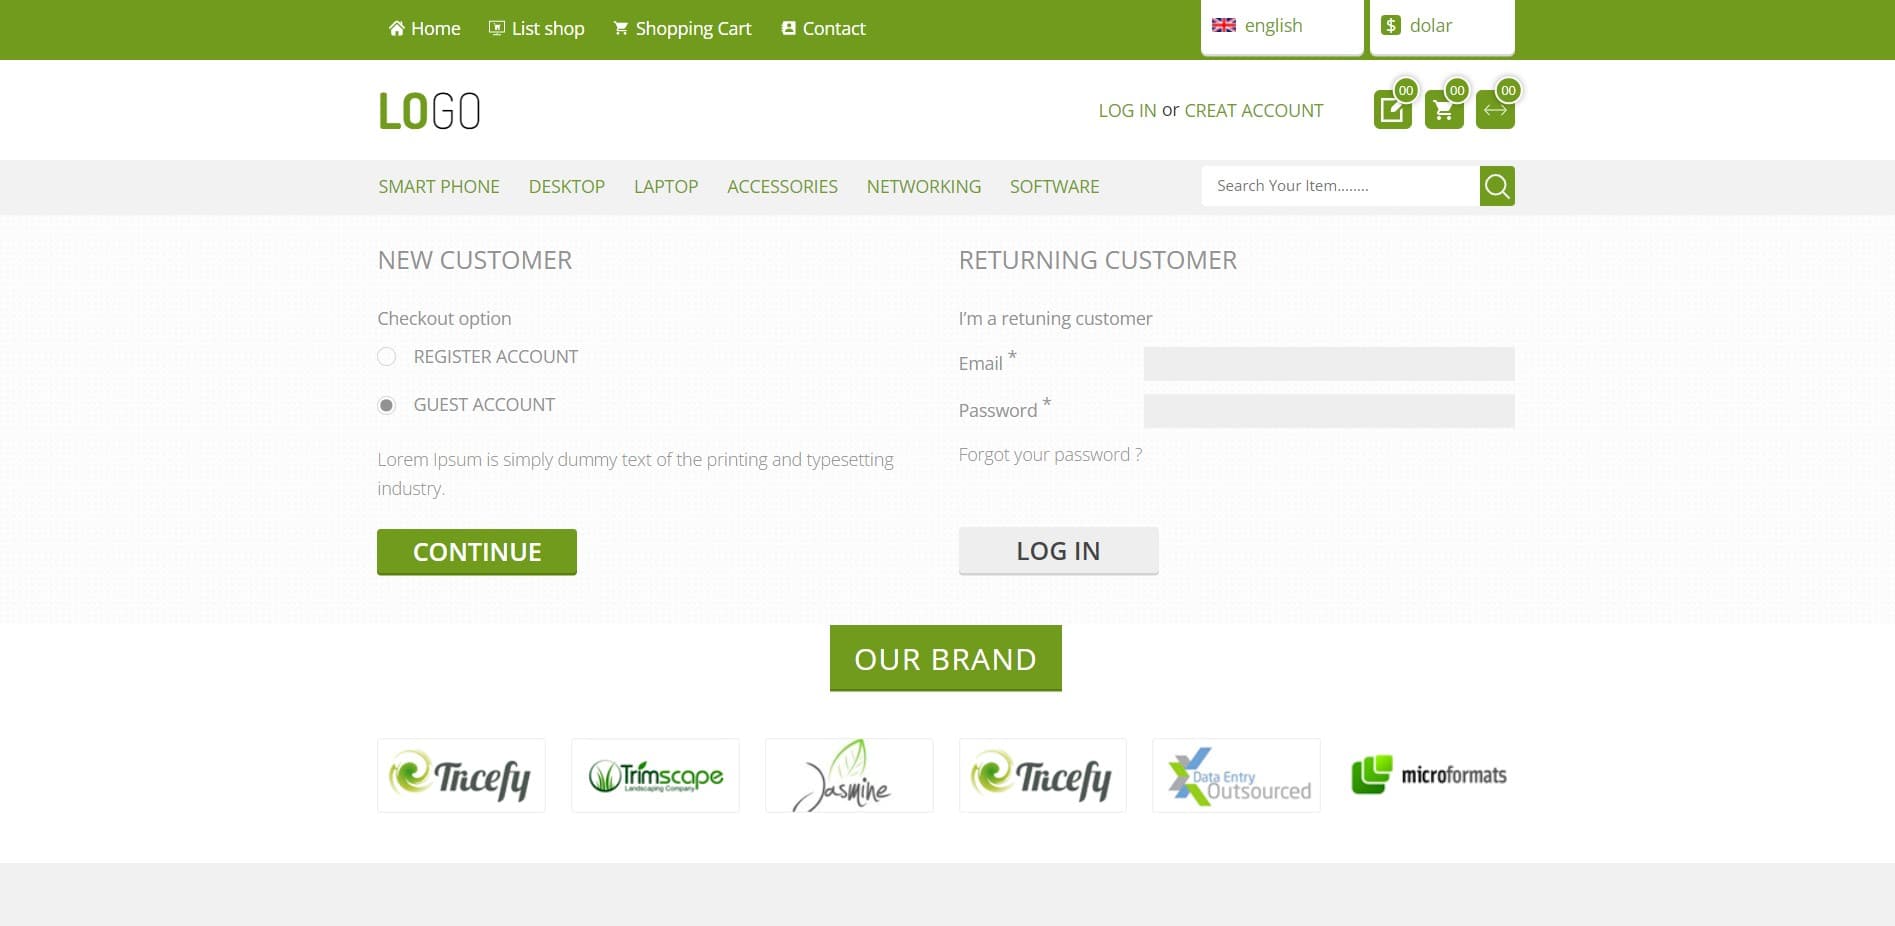 Home List shop Shopping Cart Contact english $ dolar
LOGO
LOG IN or CREAT ACCOUNT 00 00 00
SMART PHONE DESKTOP LAPTOP ACCESSORIES NETWORKING SOFTWARE Search Your Item........
NEW CUSTOMER
Checkout option
REGISTER ACCOUNT
GUEST ACCOUNT
Lorem Ipsum is simply dummy text of the printing and typesetting
industry.
CONTINUE
RETURNING CUSTOMER
I'm a retuning customer
Email *
Password *
Forgot your password ?
LOG IN
OUR BRAND
Tricefy
Trimscape
Landscaping Company
Jasmine
Tricefy
Data Entry
Outsourced
microformats